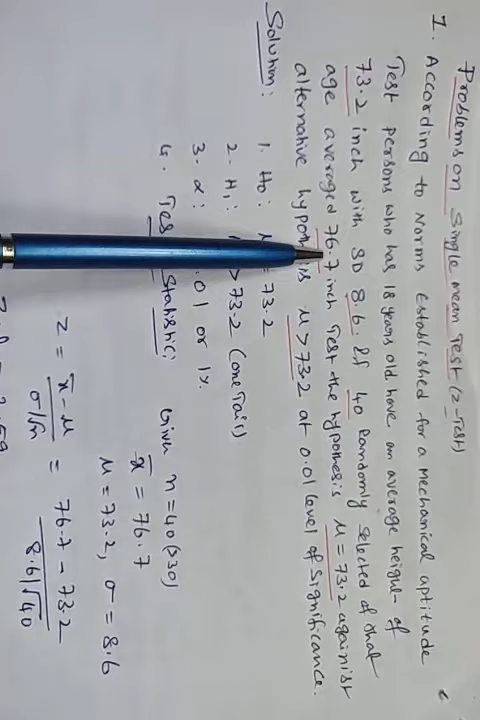 Problems on Single mean Test (z-Test)
1. According to Norms established for a mechanical aptitude
Test persons who has 18 years old have an average height of
73.2 inch with SD 8.6. If 40 Randomly selected of that
age averaged 76.7 inch Test the hypothesis μ = 73.2 against
alternative μ > 73.2 at 0.01 level of Significance.
Solution:
1. H₀: = 73.2
2. H₁: > 73.2 (one Tail)
3. α: .01 or 1%.
4. Statistic; Given n = 40 (>30)
x̄ = 76.7
μ = 73.2, σ = 8.6
Z = x̄ - μ / σ/√n = 76.7 - 73.2 / 8.6/√40